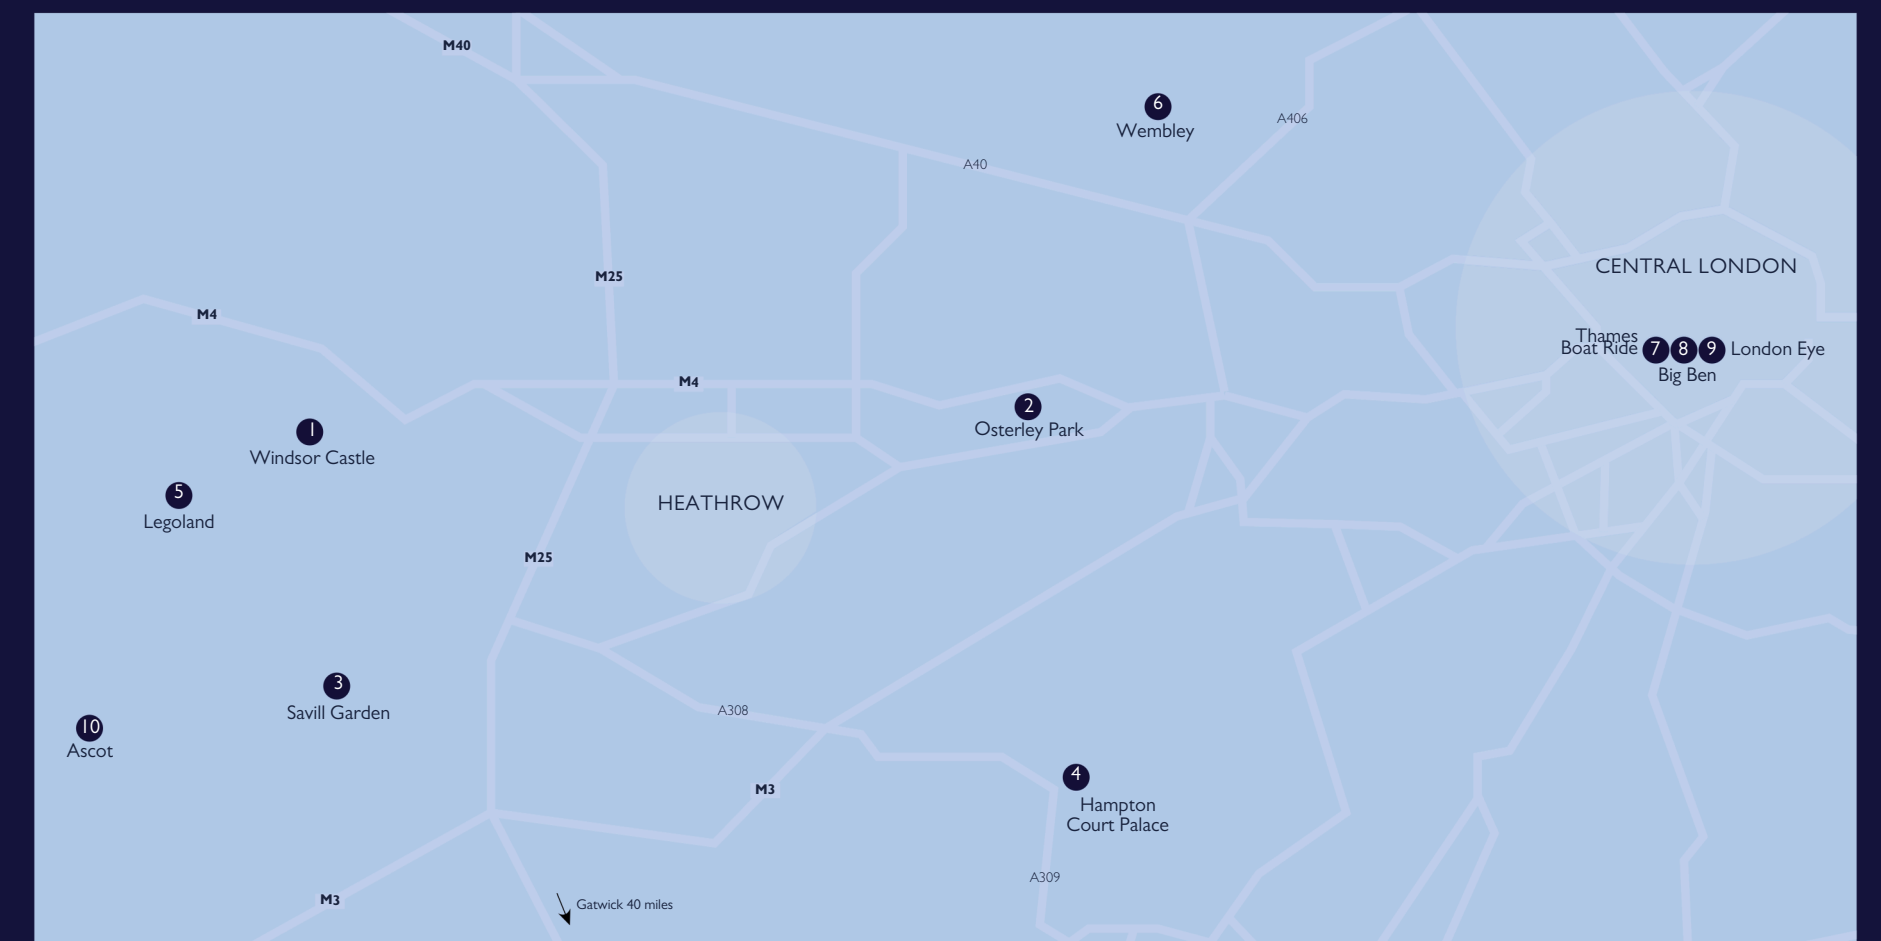 M40
6
Wembley
A406
A40
CENTRAL LONDON
M25
M4
Thames
Boat Ride
7
8
9
London Eye
Big Ben
M4
2
Osterley Park
1
Windsor Castle
5
Legoland
HEATHROW
M25
3
Savill Garden
10
Ascot
A308
4
Hampton
Court Palace
M3
A309
M3
Gatwick 40 miles